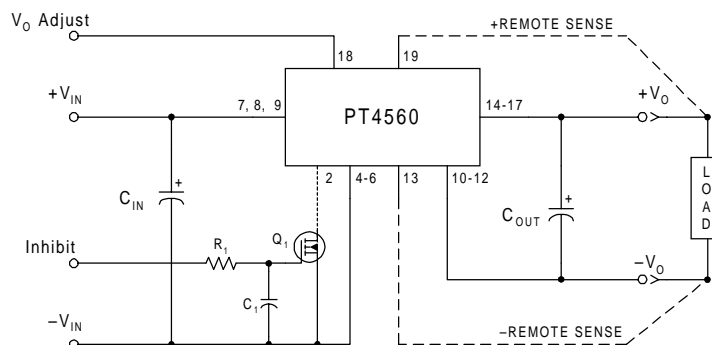 V_O Adjust
+REMOTE SENSE
18
19
+V_IN
7, 8, 9
PT4560
14-17
+V_O
2
4-6
13
10-12
C_IN
+
C_OUT
+
LOAD
Inhibit
R_1
Q_1
C_1
–V_O
–V_IN
–REMOTE SENSE